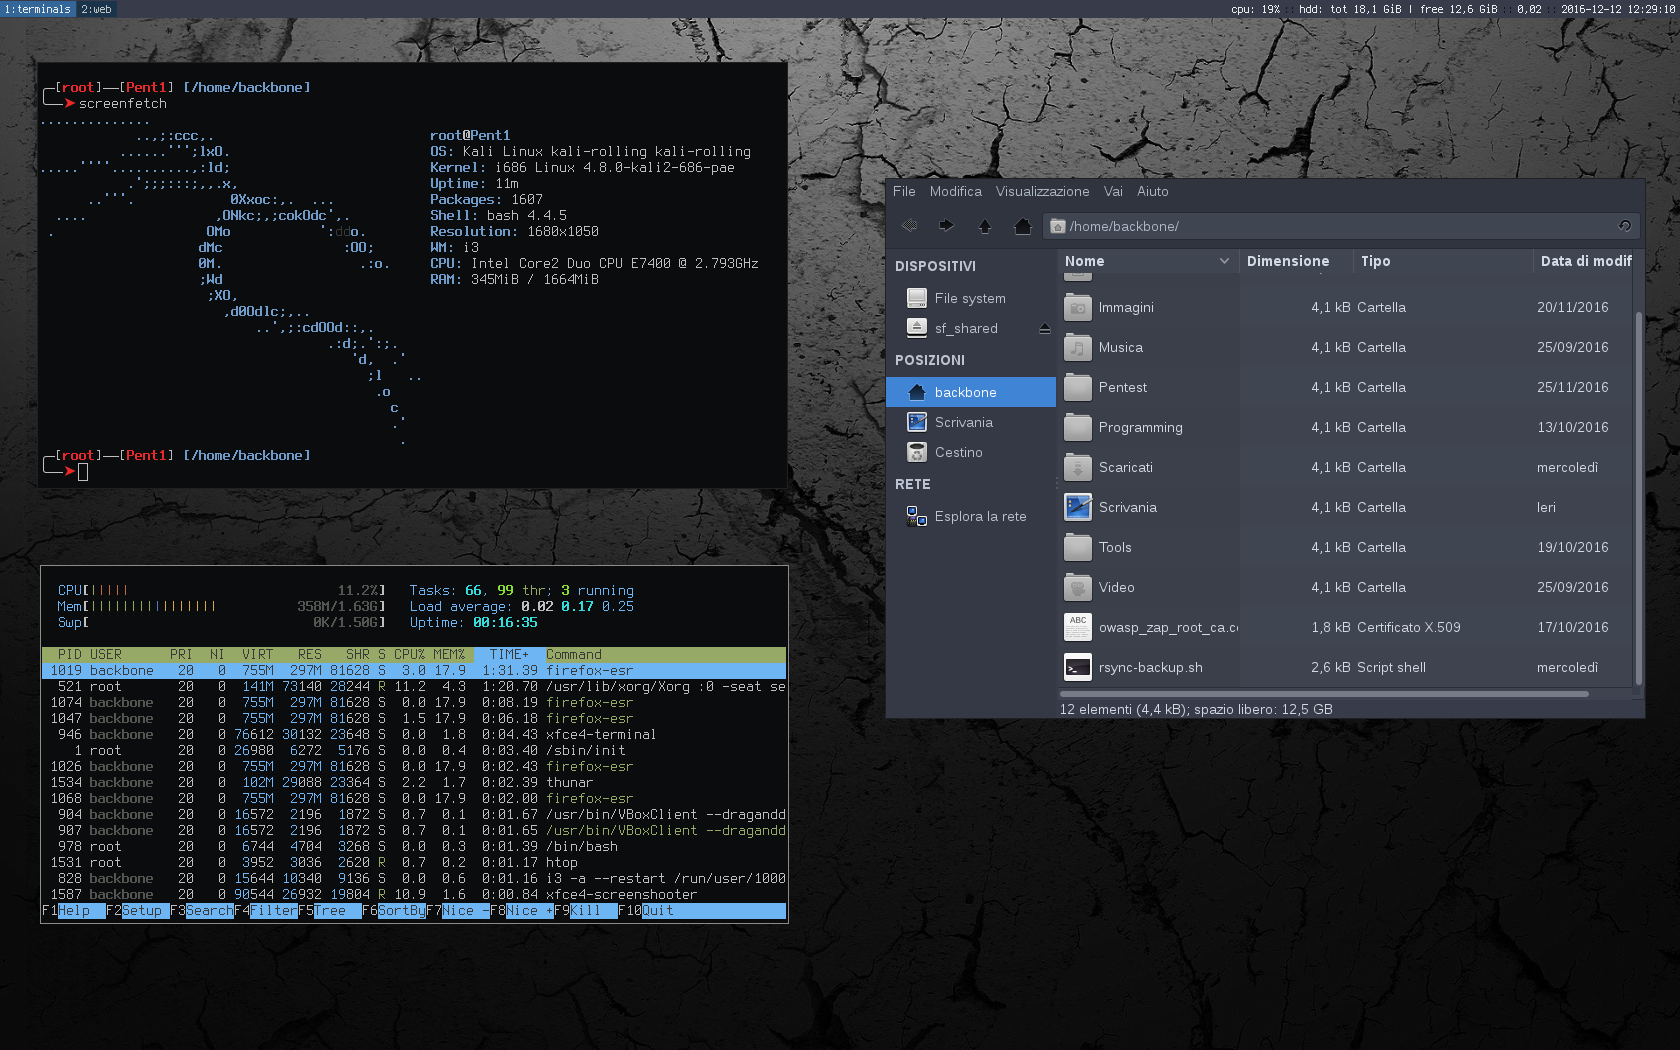 1:terminals 2:web
cpu: 19% :: hdd: tot 18,1 GiB | free 12,6 GiB :: 0,02 :: 2016-12-12 12:29:10
[root]—[Pent1] [/home/backbone]
screenfetch
root@Pent1
OS: Kali Linux kali-rolling kali-rolling
Kernel: i686 Linux 4.8.0-kali2-686-pae
Uptime: 11m
Packages: 1607
Shell: bash 4.4.5
Resolution: 1680x1050
WM: i3
CPU: Intel Core2 Duo CPU E7400 @ 2.793GHz
RAM: 345MiB / 1664MiB
[root]—[Pent1] [/home/backbone]
CPU[||||| 11.2%] Tasks: 66, 99 thr; 3 running
Mem[|||||||||||||||| 358M/1.63G] Load average: 0.02 0.17 0.25
Swp[ 0K/1.50G] Uptime: 00:16:35
PID USER PRI NI VIRT RES SHR S CPU% MEM% TIME+ Command
1019 backbone 20 0 755M 297M 81628 S 3.0 17.9 1:31.39 firefox-esr
521 root 20 0 141M 73140 28244 R 11.2 4.3 1:20.70 /usr/lib/xorg/Xorg :0 -seat se
1074 backbone 20 0 755M 297M 81628 S 0.0 17.9 0:08.19 firefox-esr
1047 backbone 20 0 755M 297M 81628 S 1.5 17.9 0:06.18 firefox-esr
946 backbone 20 0 76612 30132 23648 S 0.0 1.8 0:04.43 xfce4-terminal
1 root 20 0 26980 6272 5176 S 0.0 0.4 0:03.40 /sbin/init
1026 backbone 20 0 755M 297M 81628 S 0.0 17.9 0:02.43 firefox-esr
1534 backbone 20 0 102M 29088 23364 S 2.2 1.7 0:02.39 thunar
1068 backbone 20 0 755M 297M 81628 S 0.0 17.9 0:02.00 firefox-esr
904 backbone 20 0 16572 2196 1872 S 0.7 0.1 0:01.67 /usr/bin/VBoxClient --dragandd
907 backbone 20 0 16572 2196 1872 S 0.7 0.1 0:01.65 /usr/bin/VBoxClient --dragandd
978 root 20 0 6744 4704 3268 S 0.0 0.3 0:01.39 /bin/bash
1531 root 20 0 3952 3036 2620 R 0.7 0.2 0:01.17 htop
828 backbone 20 0 15644 10340 9136 S 0.0 0.6 0:01.16 i3 -a --restart /run/user/1000
1587 backbone 20 0 90544 26932 19804 R 10.9 1.6 0:00.84 xfce4-screenshooter
F1Help F2Setup F3SearchF4FilterF5Tree F6SortByF7Nice -F8Nice +F9Kill F10Quit
File Modifica Visualizzazione Vai Aiuto
/home/backbone/
DISPOSITIVI
File system
sf_shared
POSIZIONI
backbone
Scrivania
Cestino
RETE
Esplora la rete
Nome Dimensione Tipo Data di modif
Immagini 4,1 kB Cartella 20/11/2016
Musica 4,1 kB Cartella 25/09/2016
Pentest 4,1 kB Cartella 25/11/2016
Programming 4,1 kB Cartella 13/10/2016
Scaricati 4,1 kB Cartella mercoledì
Scrivania 4,1 kB Cartella Ieri
Tools 4,1 kB Cartella 19/10/2016
Video 4,1 kB Cartella 25/09/2016
ABC owasp_zap_root_ca.c 1,8 kB Certificato X.509 17/10/2016
rsync-backup.sh 2,6 kB Script shell mercoledì
12 elementi (4,4 kB); spazio libero: 12,5 GB